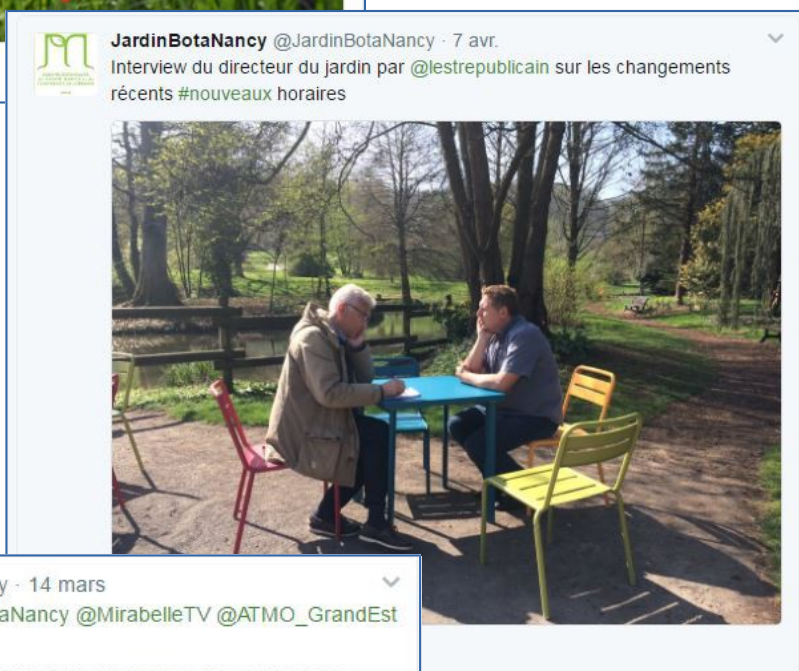 JardinBotaNancy @JardinBotaNancy · 7 avr.
Interview du directeur du jardin par @lestrepublicain sur les changements
récents #nouveaux horaires
y · 14 mars
aNancy @MirabelleTV @ATMO_GrandEst